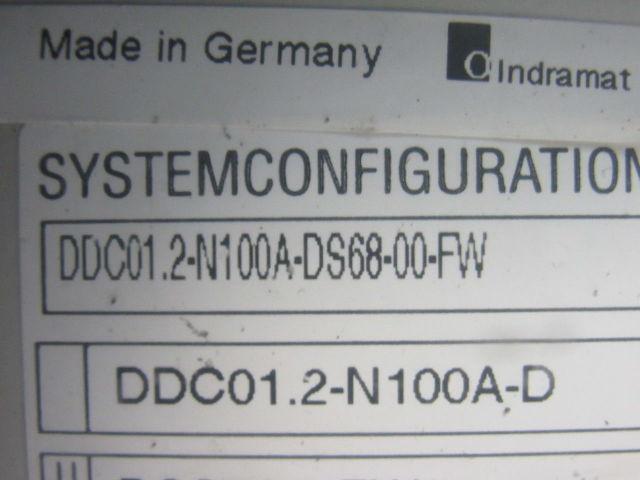 Made in Germany
Indramat
SYSTEMCONFIGURATION
DDC01.2-N100A-DS68-00-FW
DDC01.2-N100A-D